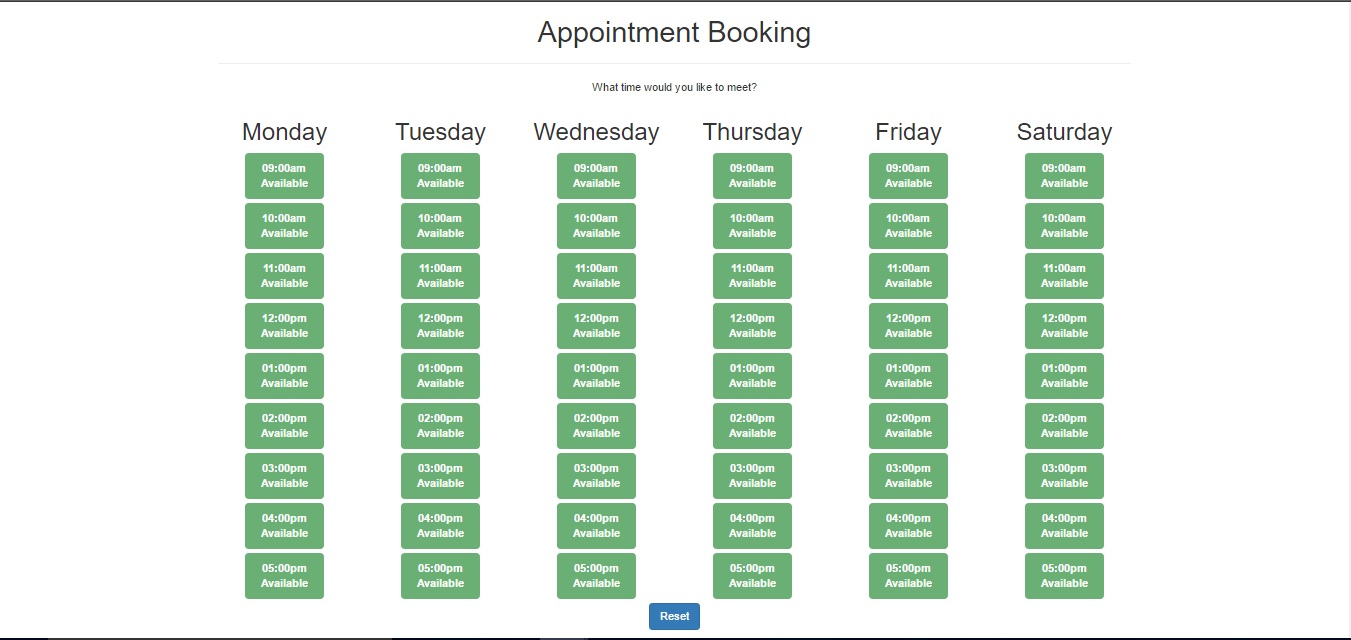 Appointment Booking
What time would you like to meet?
Monday Tuesday Wednesday Thursday Friday Saturday
09:00am 09:00am 09:00am 09:00am 09:00am 09:00am
Available Available Available Available Available Available
10:00am 10:00am 10:00am 10:00am 10:00am 10:00am
Available Available Available Available Available Available
11:00am 11:00am 11:00am 11:00am 11:00am 11:00am
Available Available Available Available Available Available
12:00pm 12:00pm 12:00pm 12:00pm 12:00pm 12:00pm
Available Available Available Available Available Available
01:00pm 01:00pm 01:00pm 01:00pm 01:00pm 01:00pm
Available Available Available Available Available Available
02:00pm 02:00pm 02:00pm 02:00pm 02:00pm 02:00pm
Available Available Available Available Available Available
03:00pm 03:00pm 03:00pm 03:00pm 03:00pm 03:00pm
Available Available Available Available Available Available
04:00pm 04:00pm 04:00pm 04:00pm 04:00pm 04:00pm
Available Available Available Available Available Available
05:00pm 05:00pm 05:00pm 05:00pm 05:00pm 05:00pm
Available Available Available Available Available Available
Reset